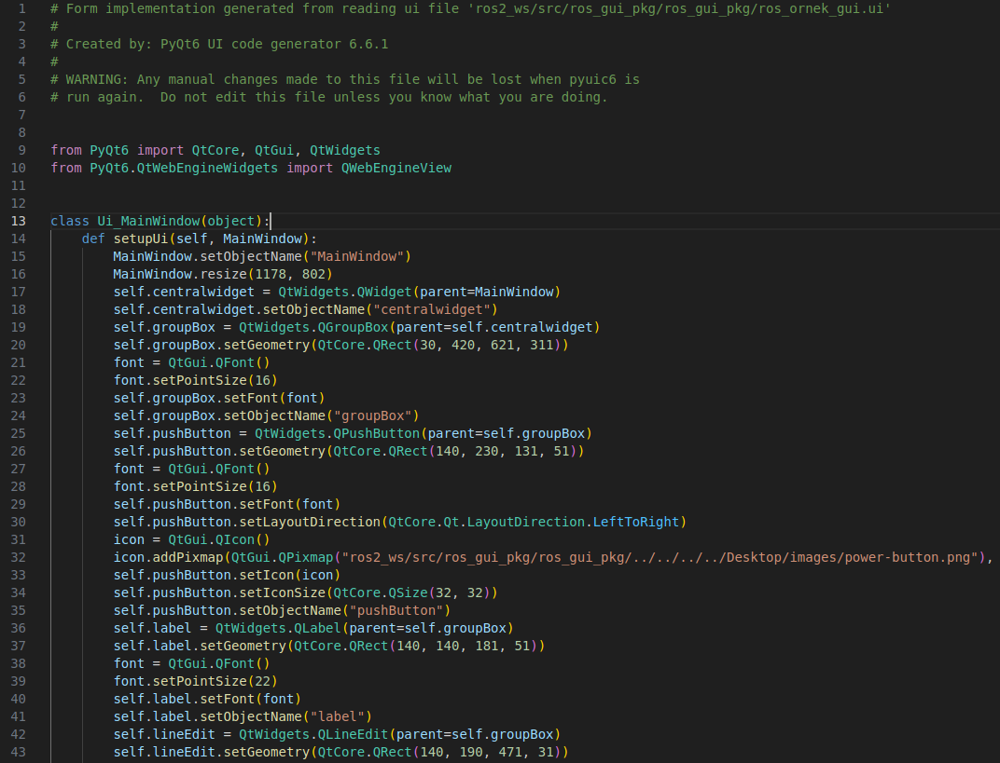 1 # Form implementation generated from reading ui file 'ros2_ws/src/ros_gui_pkg/ros_gui_pkg/ros_ornek_gui.ui'
2 #
3 # Created by: PyQt6 UI code generator 6.6.1
4 #
5 # WARNING: Any manual changes made to this file will be lost when pyuic6 is
6 # run again.  Do not edit this file unless you know what you are doing.
7
8
9 from PyQt6 import QtCore, QtGui, QtWidgets
10 from PyQt6.QtWebEngineWidgets import QWebEngineView
11
12
13 class Ui_MainWindow(object):
14     def setupUi(self, MainWindow):
15         MainWindow.setObjectName("MainWindow")
16         MainWindow.resize(1178, 802)
17         self.centralwidget = QtWidgets.QWidget(parent=MainWindow)
18         self.centralwidget.setObjectName("centralwidget")
19         self.groupBox = QtWidgets.QGroupBox(parent=self.centralwidget)
20         self.groupBox.setGeometry(QtCore.QRect(30, 420, 621, 311))
21         font = QtGui.QFont()
22         font.setPointSize(16)
23         self.groupBox.setFont(font)
24         self.groupBox.setObjectName("groupBox")
25         self.pushButton = QtWidgets.QPushButton(parent=self.groupBox)
26         self.pushButton.setGeometry(QtCore.QRect(140, 230, 131, 51))
27         font = QtGui.QFont()
28         font.setPointSize(16)
29         self.pushButton.setFont(font)
30         self.pushButton.setLayoutDirection(QtCore.Qt.LayoutDirection.LeftToRight)
31         icon = QtGui.QIcon()
32         icon.addPixmap(QtGui.QPixmap("ros2_ws/src/ros_gui_pkg/ros_gui_pkg/../../../../Desktop/images/power-button.png"),
33         self.pushButton.setIcon(icon)
34         self.pushButton.setIconSize(QtCore.QSize(32, 32))
35         self.pushButton.setObjectName("pushButton")
36         self.label = QtWidgets.QLabel(parent=self.groupBox)
37         self.label.setGeometry(QtCore.QRect(140, 140, 181, 51))
38         font = QtGui.QFont()
39         font.setPointSize(22)
40         self.label.setFont(font)
41         self.label.setObjectName("label")
42         self.lineEdit = QtWidgets.QLineEdit(parent=self.groupBox)
43         self.lineEdit.setGeometry(QtCore.QRect(140, 190, 471, 31))